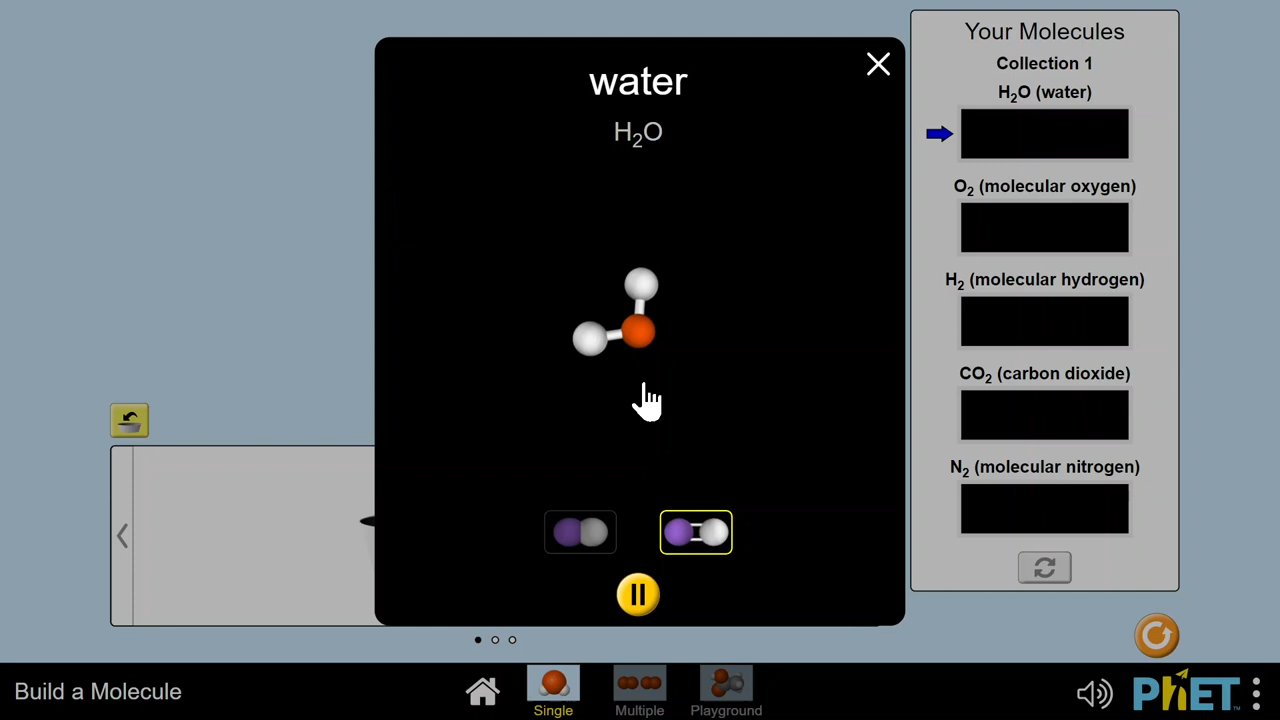 water
H₂O
Your Molecules
Collection 1
H₂O (water)
O₂ (molecular oxygen)
H₂ (molecular hydrogen)
CO₂ (carbon dioxide)
N₂ (molecular nitrogen)
Build a Molecule
Single
Multiple
Playground
PhET